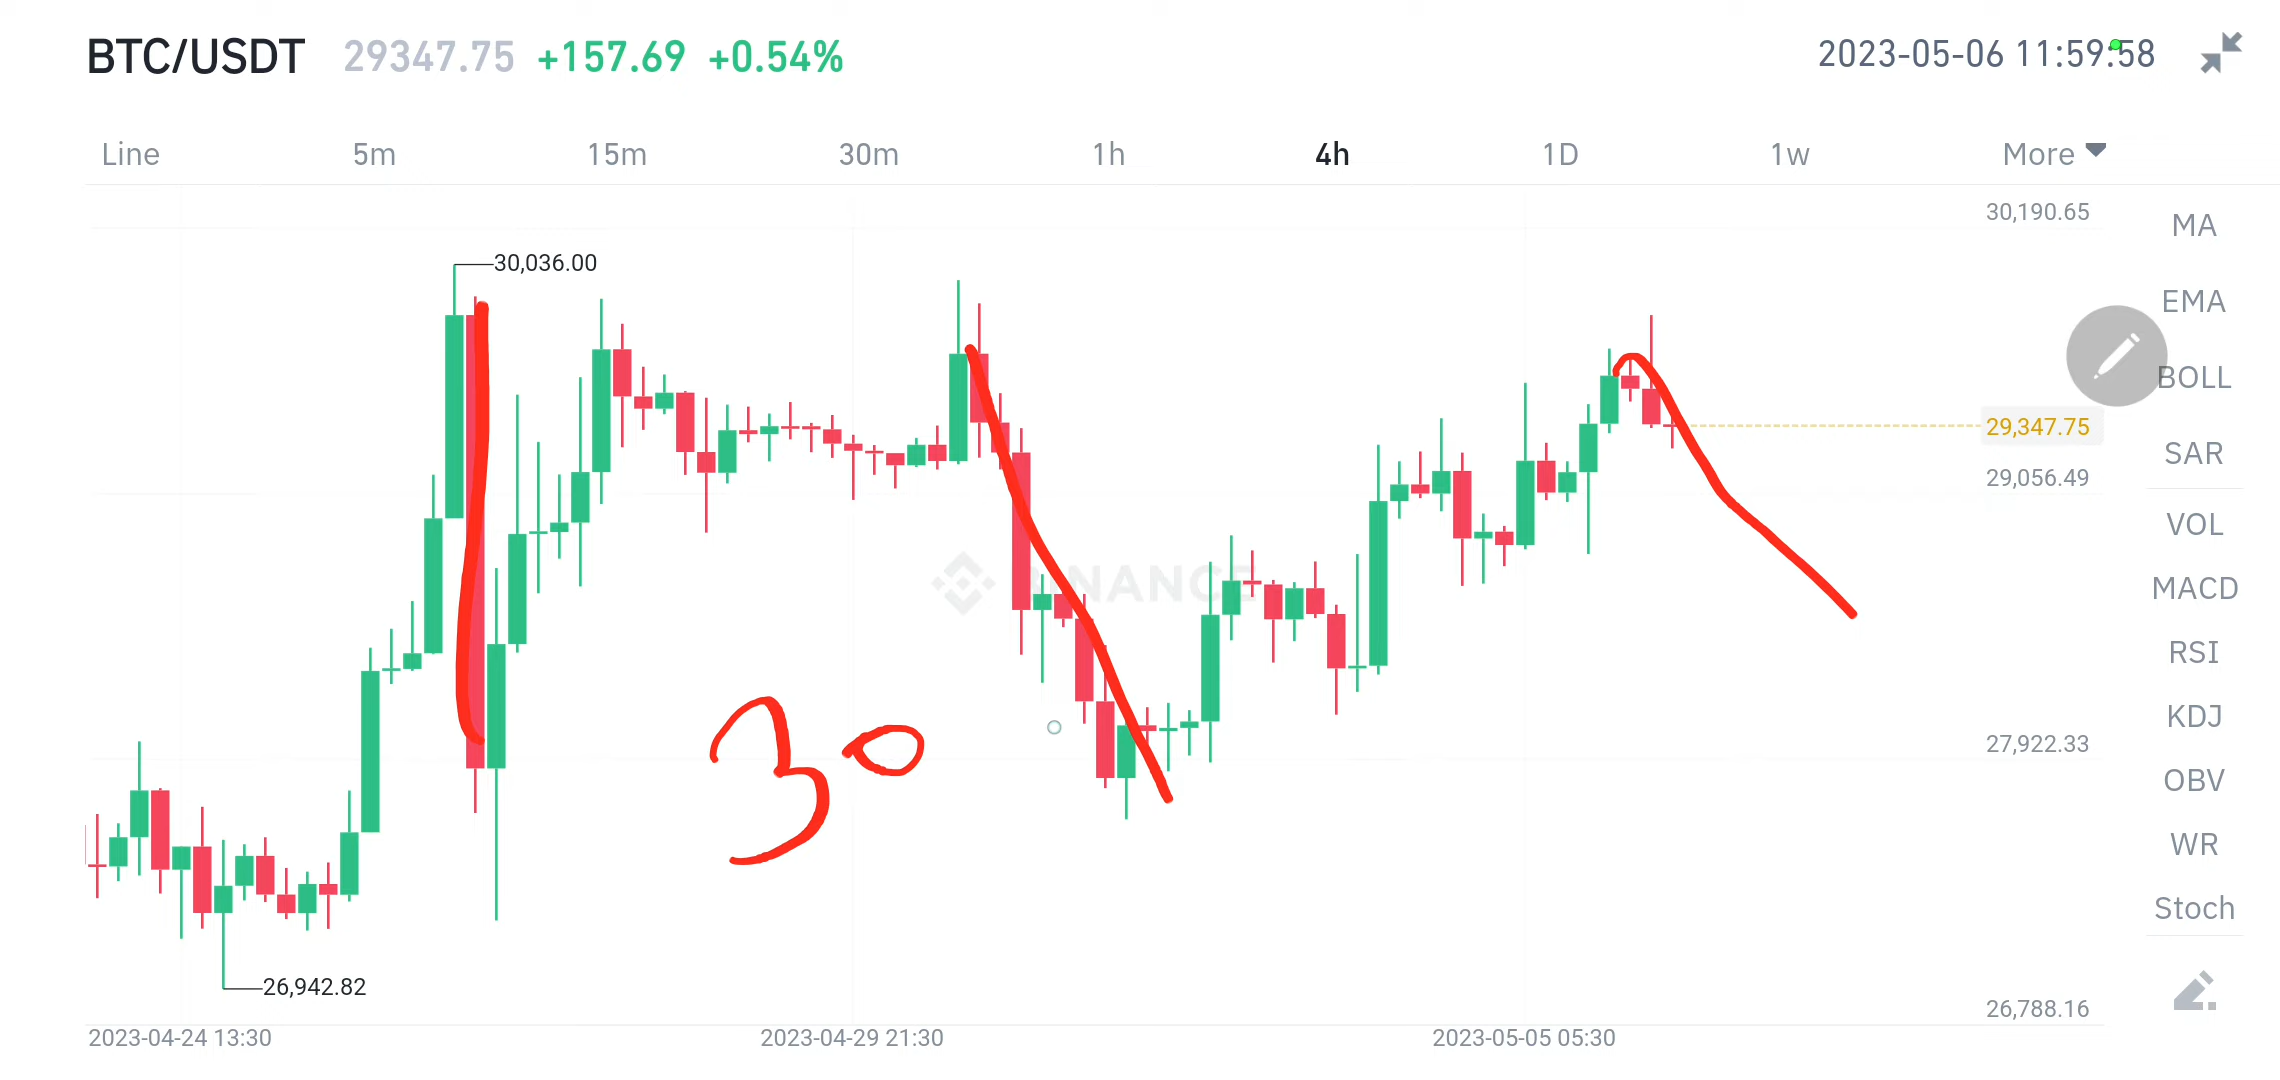 BTC/USDT 29347.75 +157.69 +0.54% 2023-05-06 11:59:58
Line 5m 15m 30m 1h 4h 1D 1w More
30,190.65
MA
30,036.00
EMA
BOLL
29,347.75
SAR
29,056.49
VOL
NANCE
MACD
RSI
KDJ
30
27,922.33
OBV
WR
Stoch
26,942.82
26,788.16
2023-04-24 13:30 2023-04-29 21:30 2023-05-05 05:30